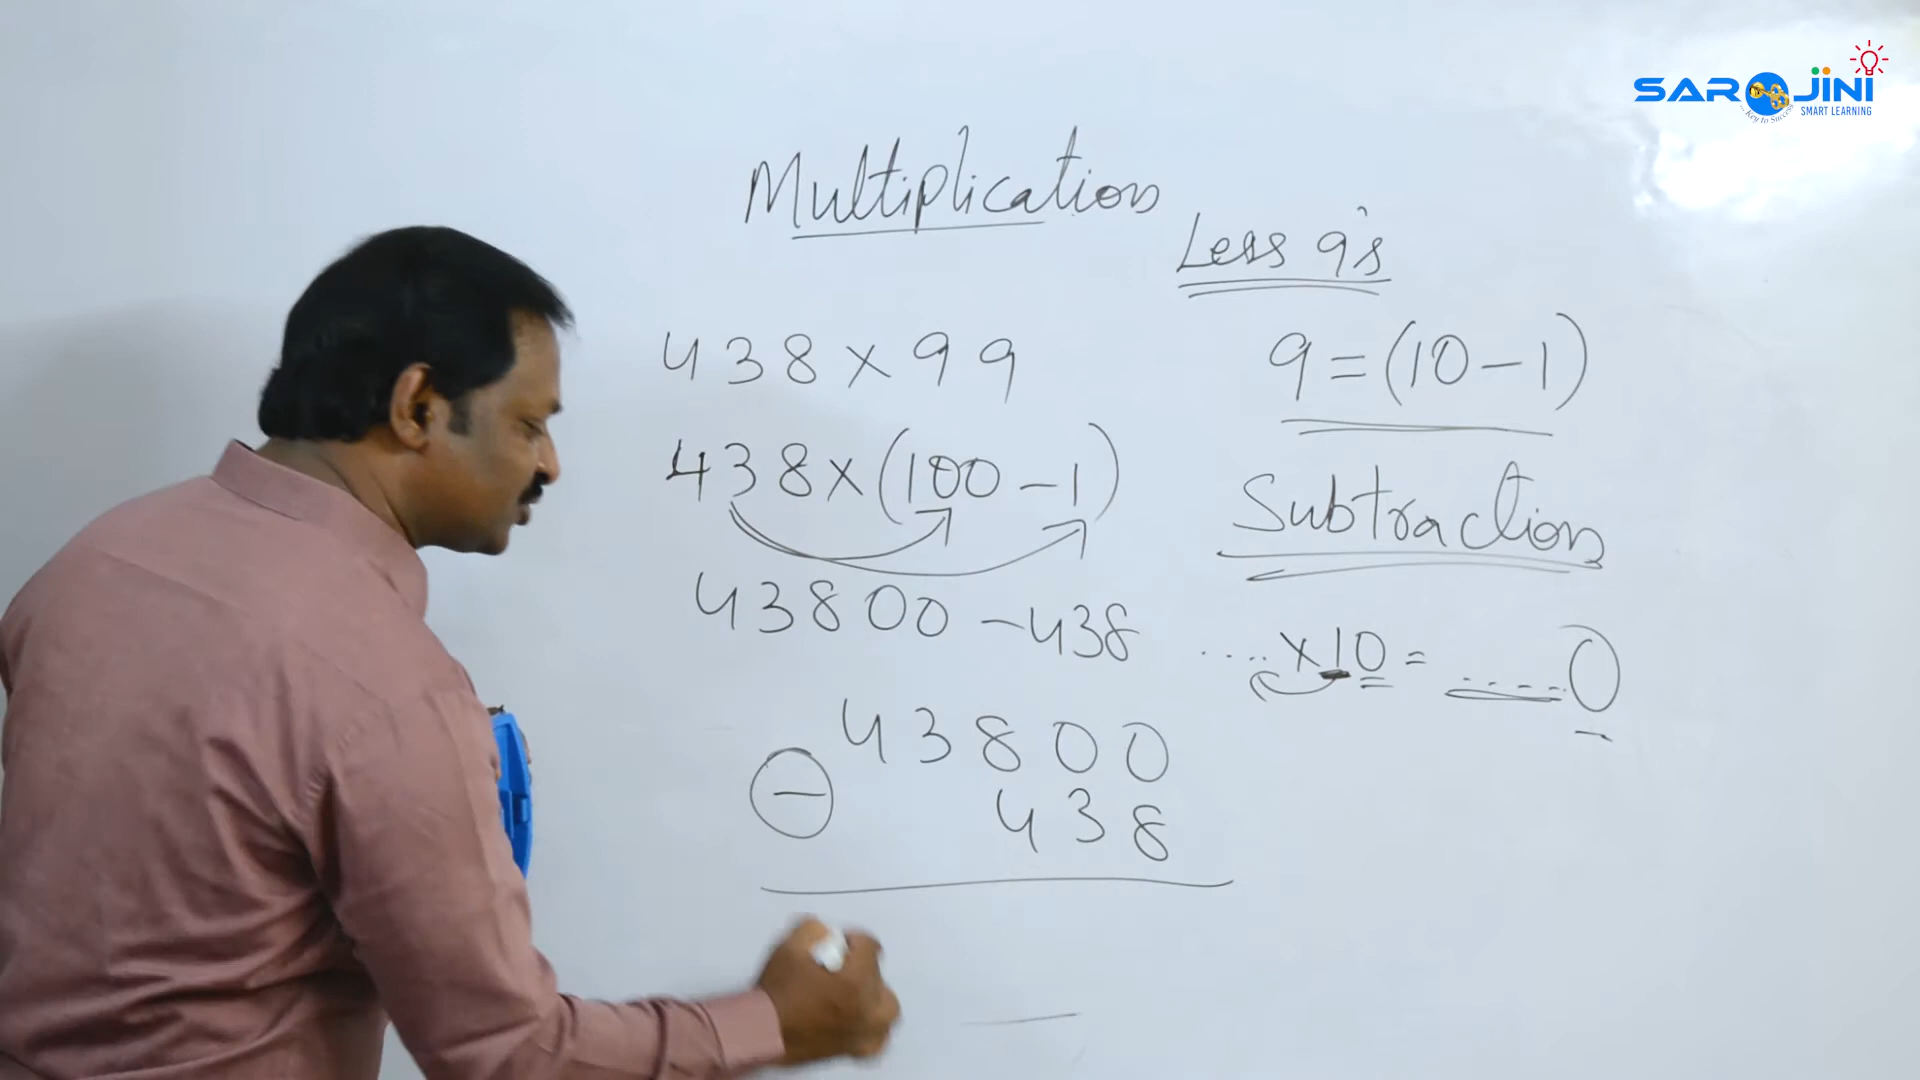 SAROJINI
...Key to Success
SMART LEARNING
Multiplication
Less 9's
438 × 99
9 = (10 - 1)
438 × (100 - 1)
Subtraction
43800 - 438
.... × 10 = ....0
43800
- 438